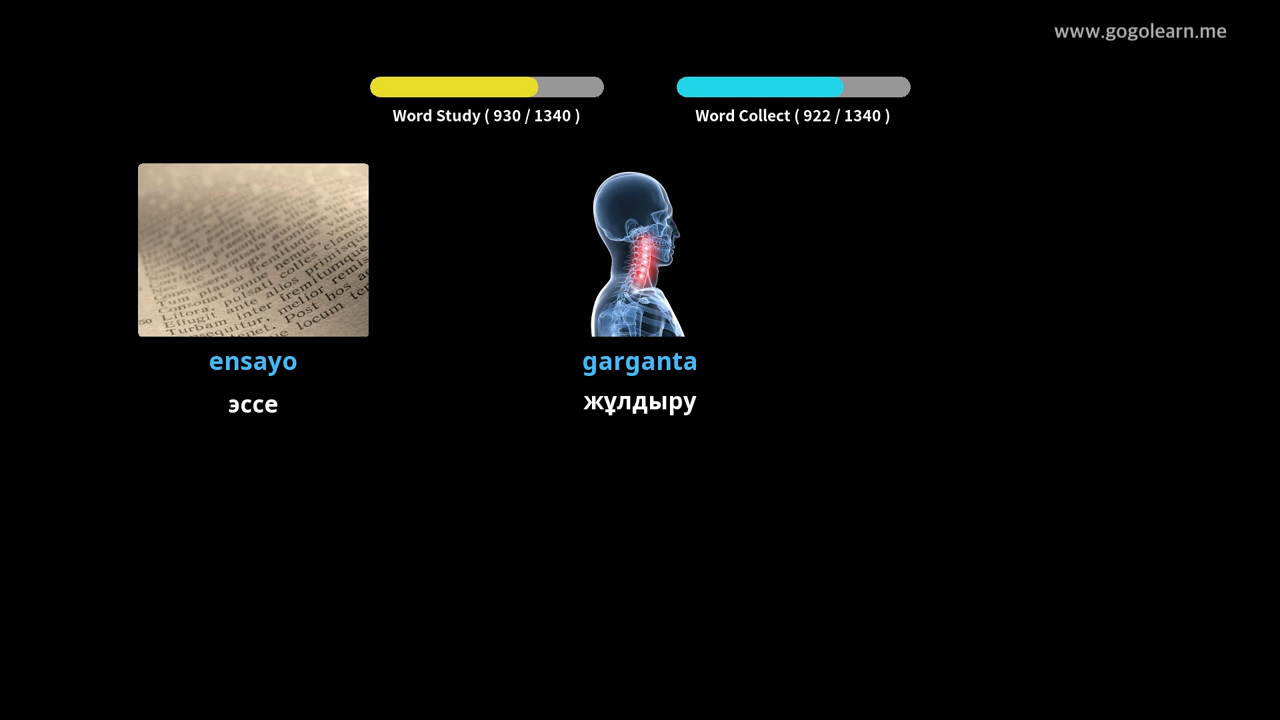 www.gogolearn.me
Word Study ( 930 / 1340 )
Word Collect ( 922 / 1340 )
ensayo
эссе
garganta
жұлдыру